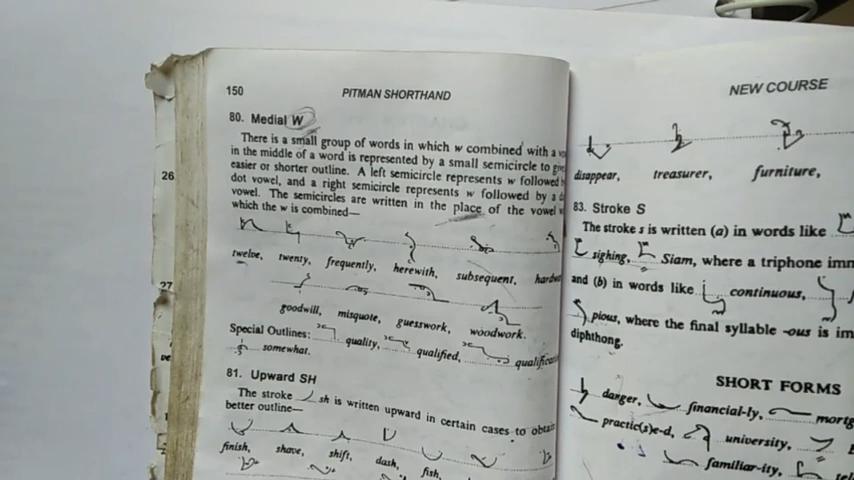 150 PITMAN SHORTHAND
80. Medial W
There is a small group of words in which w combined with a
in the middle of a word is represented by a small semicircle to
easier or shorter outline. A left semicircle represents w followed
dot vowel, and a right semicircle represents w followed by a
vowel. The semicircles are written in the place of the vowel
which the w is combined—
twelve, twenty, frequently, herewith, subsequent,
goodwill, misquote, guesswork, woodwork.
Special Outlines: quality, qualified,
somewhat.
81. Upward SH
The stroke sh is written upward in certain cases to obtain
better outline—
finish, shave, shift, dash, fish,
26
27
NEW COURSE
disappear, treasurer, furniture,
83. Stroke S
The stroke s is written (a) in words like
sighing, Siam, where a triphone
and (b) in words like continuous,
pious, where the final syllable -ous is
diphthong.
SHORT FORMS
danger, financial-ly,
practic(s)e-d, university,
familiar-ity,